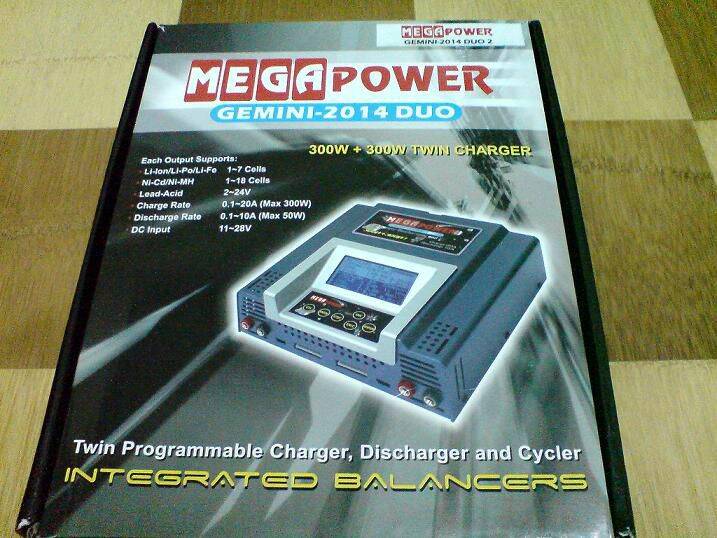 MEGAPOWER
GEMINI-2014 DUO 2
MEGAPOWER
GEMINI-2014 DUO
300W + 300W TWIN CHARGER
Each Output Supports:
· Li-Ion/Li-Po/Li-Fe 1~7 Cells
· Ni-Cd/Ni-MH 1~18 Cells
· Lead-Acid 2~24V
· Charge Rate 0.1~20A (Max 300W)
· Discharge Rate 0.1~10A (Max 50W)
· DC Input 11~28V
MEGAPOWER
Twin Programmable Charger, Discharger and Cycler
INTEGRATED BALANCERS